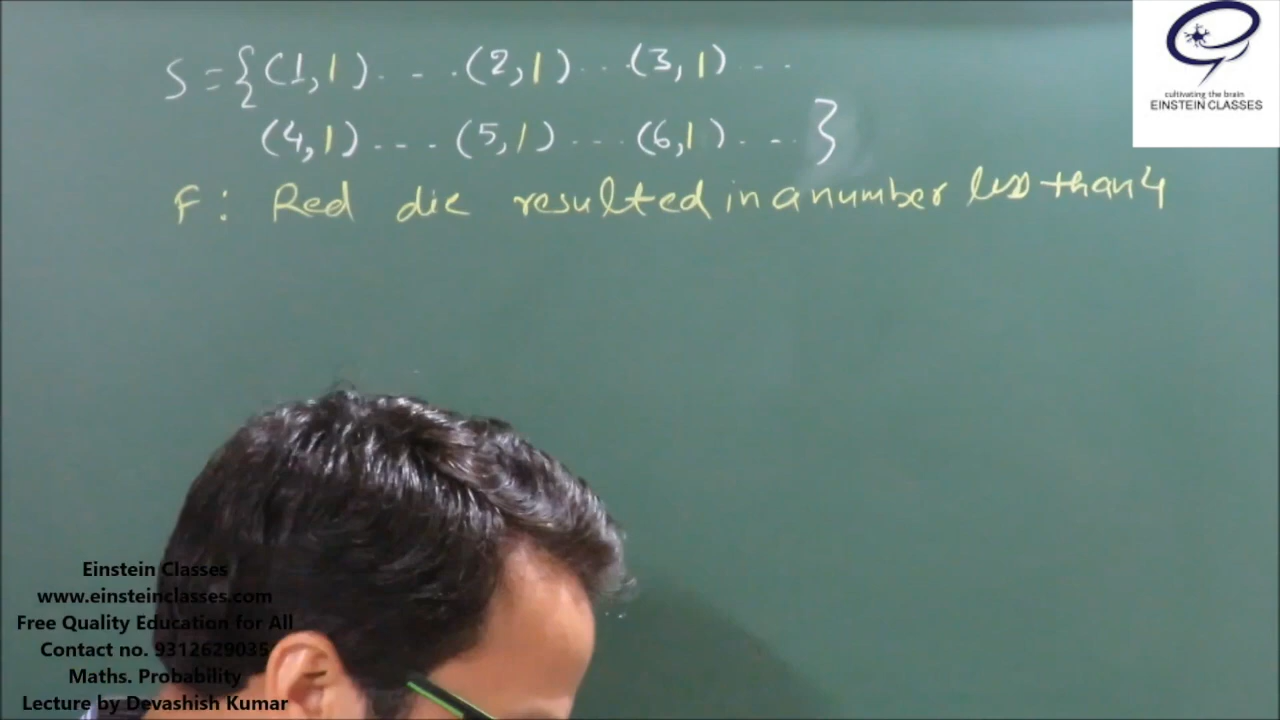 S = {(1,1) --- (2,1) --- (3,1) ---
(4,1) --- (5,1) --- (6,1) --- }
F : Red die resulted in a number less than 4
cultivating the brain
EINSTEIN CLASSES
Einstein Classes
www.einsteinclasses.com
Free Quality Education for All
Contact no. 9312629035
Maths. Probability
Lecture by Devashish Kumar